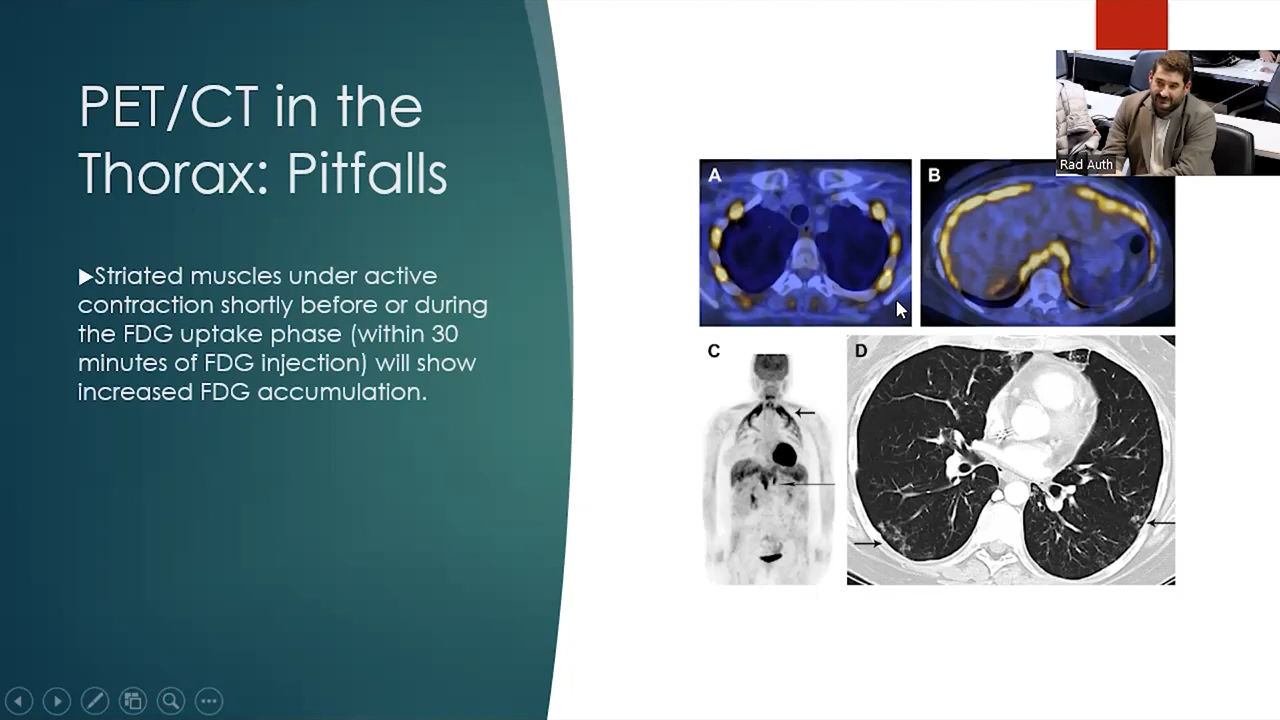 PET/CT in the
Thorax: Pitfalls
▶Striated muscles under active
contraction shortly before or during
the FDG uptake phase (within 30
minutes of FDG injection) will show
increased FDG accumulation.
A
B
Rad Auth
C
D